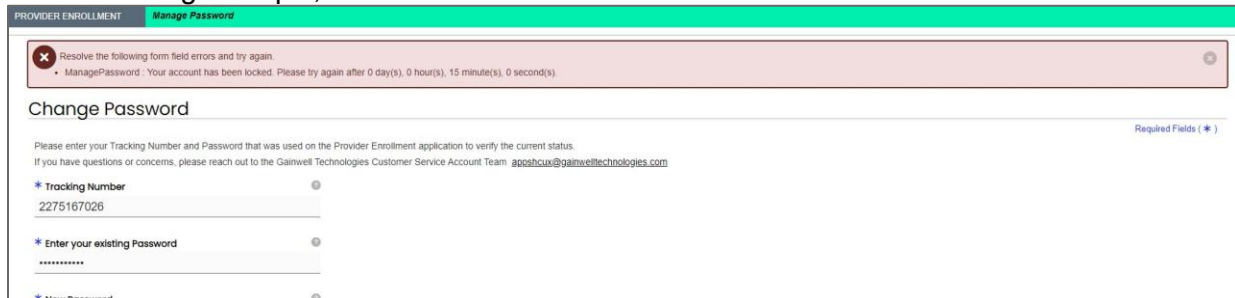 PROVIDER ENROLLMENT Manage Password
Resolve the following form field errors and try again.
• ManagePassword : Your account has been locked. Please try again after 0 day(s), 0 hour(s), 15 minute(s), 0 second(s).
Change Password
Required Fields ( * )
Please enter your Tracking Number and Password that was used on the Provider Enrollment application to verify the current status.
If you have questions or concerns, please reach out to the Gainwell Technologies Customer Service Account Team appshcux@gainwelltechnologies.com
* Tracking Number
2275167026
* Enter your existing Password
•••••••••••